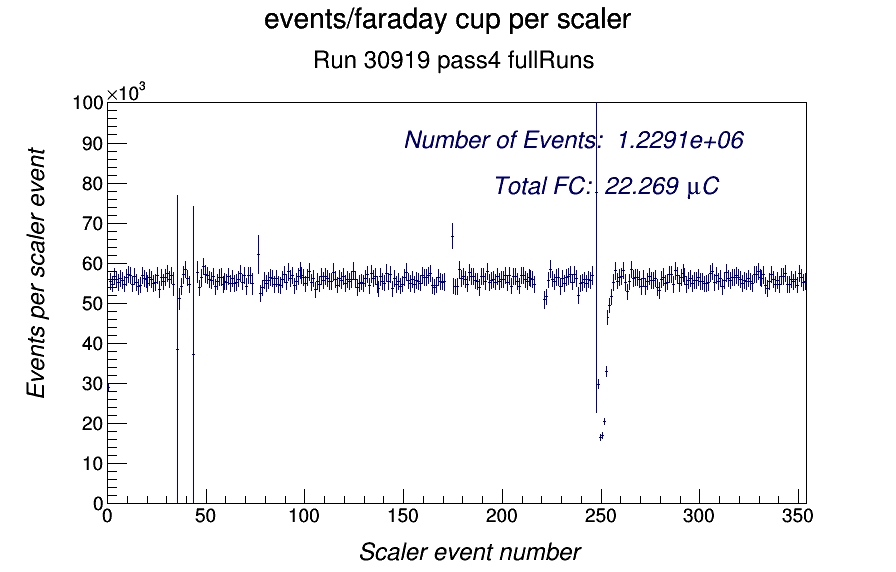 events/faraday cup per scaler
Run 30919 pass4 fullRuns
×10³
100
90
80
70
60
50
40
30
20
10
0
Events per scaler event
Number of Events: 1.2291e+06
Total FC: 22.269 μC
0 50 100 150 200 250 300 350
Scaler event number